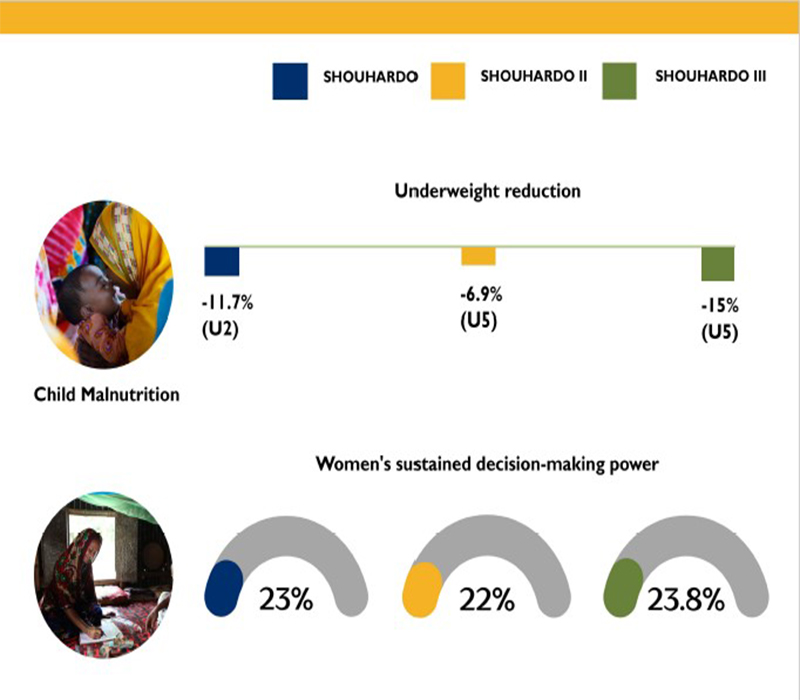 SHOUHARDO
SHOUHARDO II
SHOUHARDO III
Underweight reduction
-11.7%
(U2)
-6.9%
(U5)
-15%
(U5)
Child Malnutrition
Women's sustained decision-making power
23%
22%
23.8%